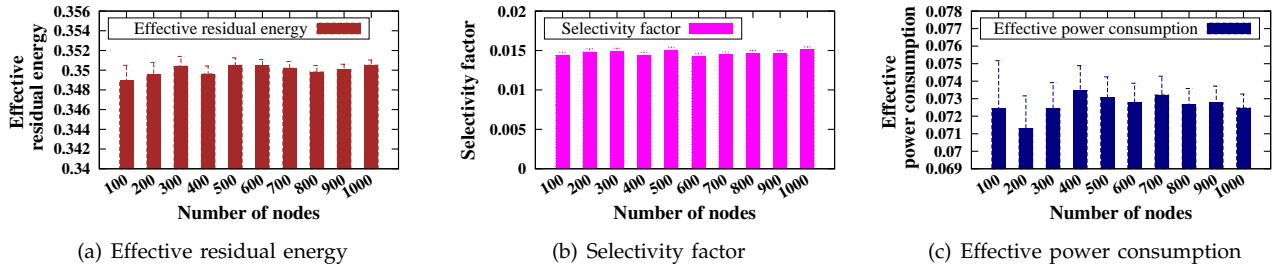 0.356
0.354
0.352
0.35
0.348
0.346
0.344
0.342
0.34
Effective
residual energy
Effective residual energy
100 200 300 400 500 600 700 800 900 1000
Number of nodes
(a) Effective residual energy
0.02
0.015
0.01
0.005
0
Selectivity factor
Selectivity factor
100 200 300 400 500 600 700 800 900 1000
Number of nodes
(b) Selectivity factor
0.078
0.077
0.076
0.075
0.074
0.073
0.072
0.071
0.07
0.069
Effective
power consumption
Effective power consumption
100 200 300 400 500 600 700 800 900 1000
Number of nodes
(c) Effective power consumption